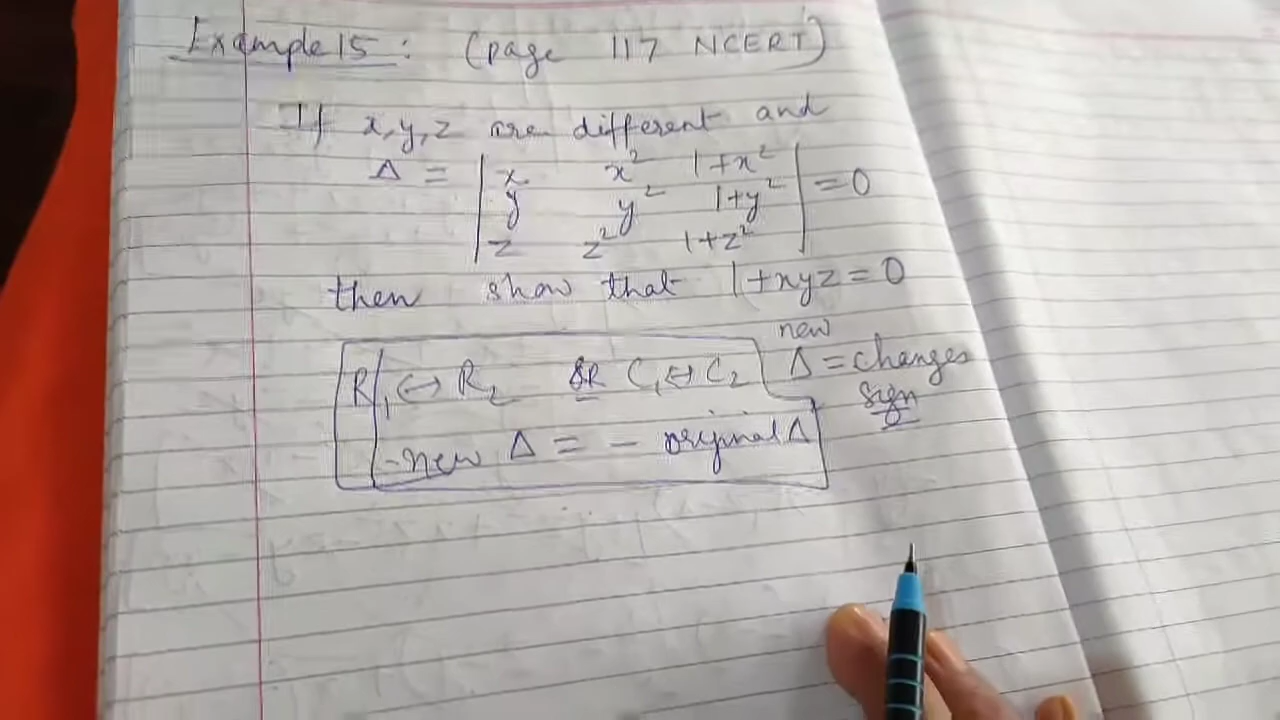 Example 15 : (page 117 NCERT)
If x, y, z are different and
Δ = | x x² 1+x² |
| y y² 1+y² | = 0
| z z² 1+z² |
then show that 1+xyz = 0
R₁ ↔ R₂ OR C₁ ↔ C₂ new Δ = changes sign
-new Δ = - original Δ